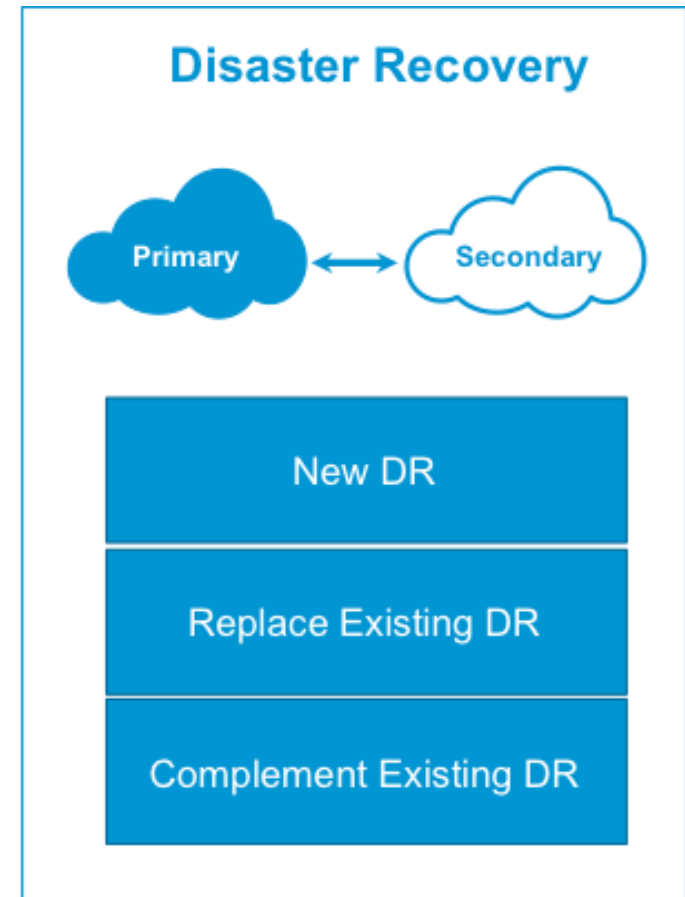 Disaster Recovery
Primary
Secondary
New DR
Replace Existing DR
Complement Existing DR